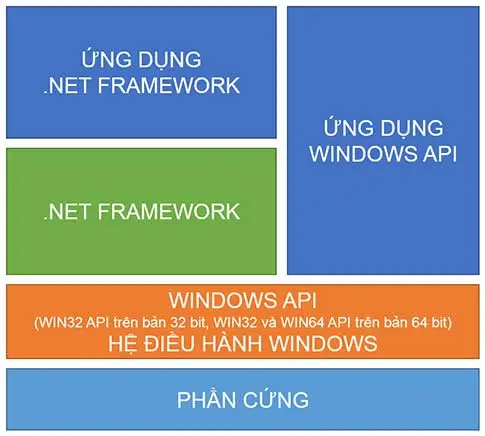 ỨNG DỤNG
.NET FRAMEWORK
ỨNG DỤNG
WINDOWS API
.NET FRAMEWORK
WINDOWS API
(WIN32 API trên bản 32 bit, WIN32 và WIN64 API trên bản 64 bit)
HỆ ĐIỀU HÀNH WINDOWS
PHẦN CỨNG